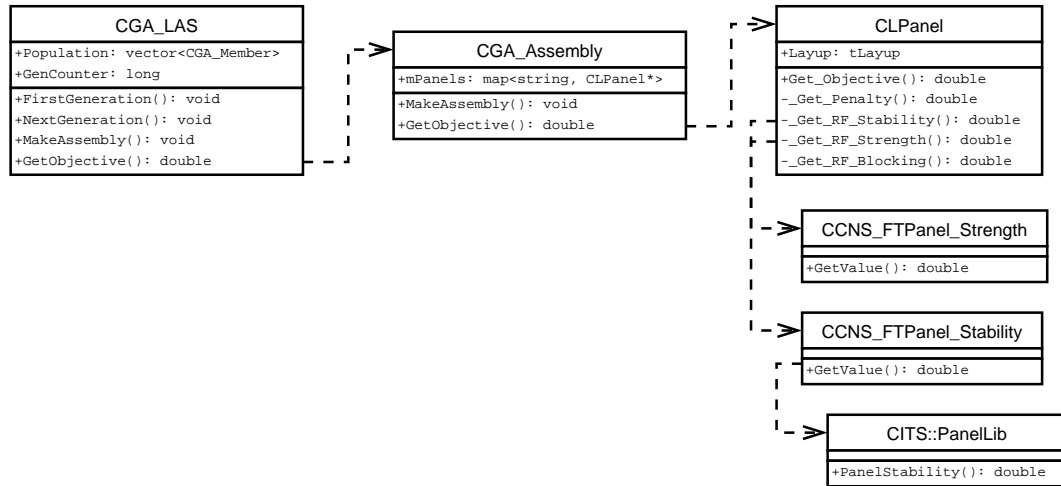 CGA_LAS
+Population: vector<CGA_Member>
+GenCounter: long
+FirstGeneration(): void
+NextGeneration(): void
+MakeAssembly(): void
+GetObjective(): double
CGA_Assembly
+mPanels: map<string, CLPanel*>
+MakeAssembly(): void
+GetObjective(): double
CLPanel
+Layup: tLayup
+Get_Objective(): double
-_Get_Penalty(): double
-_Get_RF_Stability(): double
-_Get_RF_Strength(): double
-_Get_RF_Blocking(): double
CCNS_FTPanel_Strength
+GetValue(): double
CCNS_FTPanel_Stability
+GetValue(): double
CITS::PanelLib
+PanelStability(): double